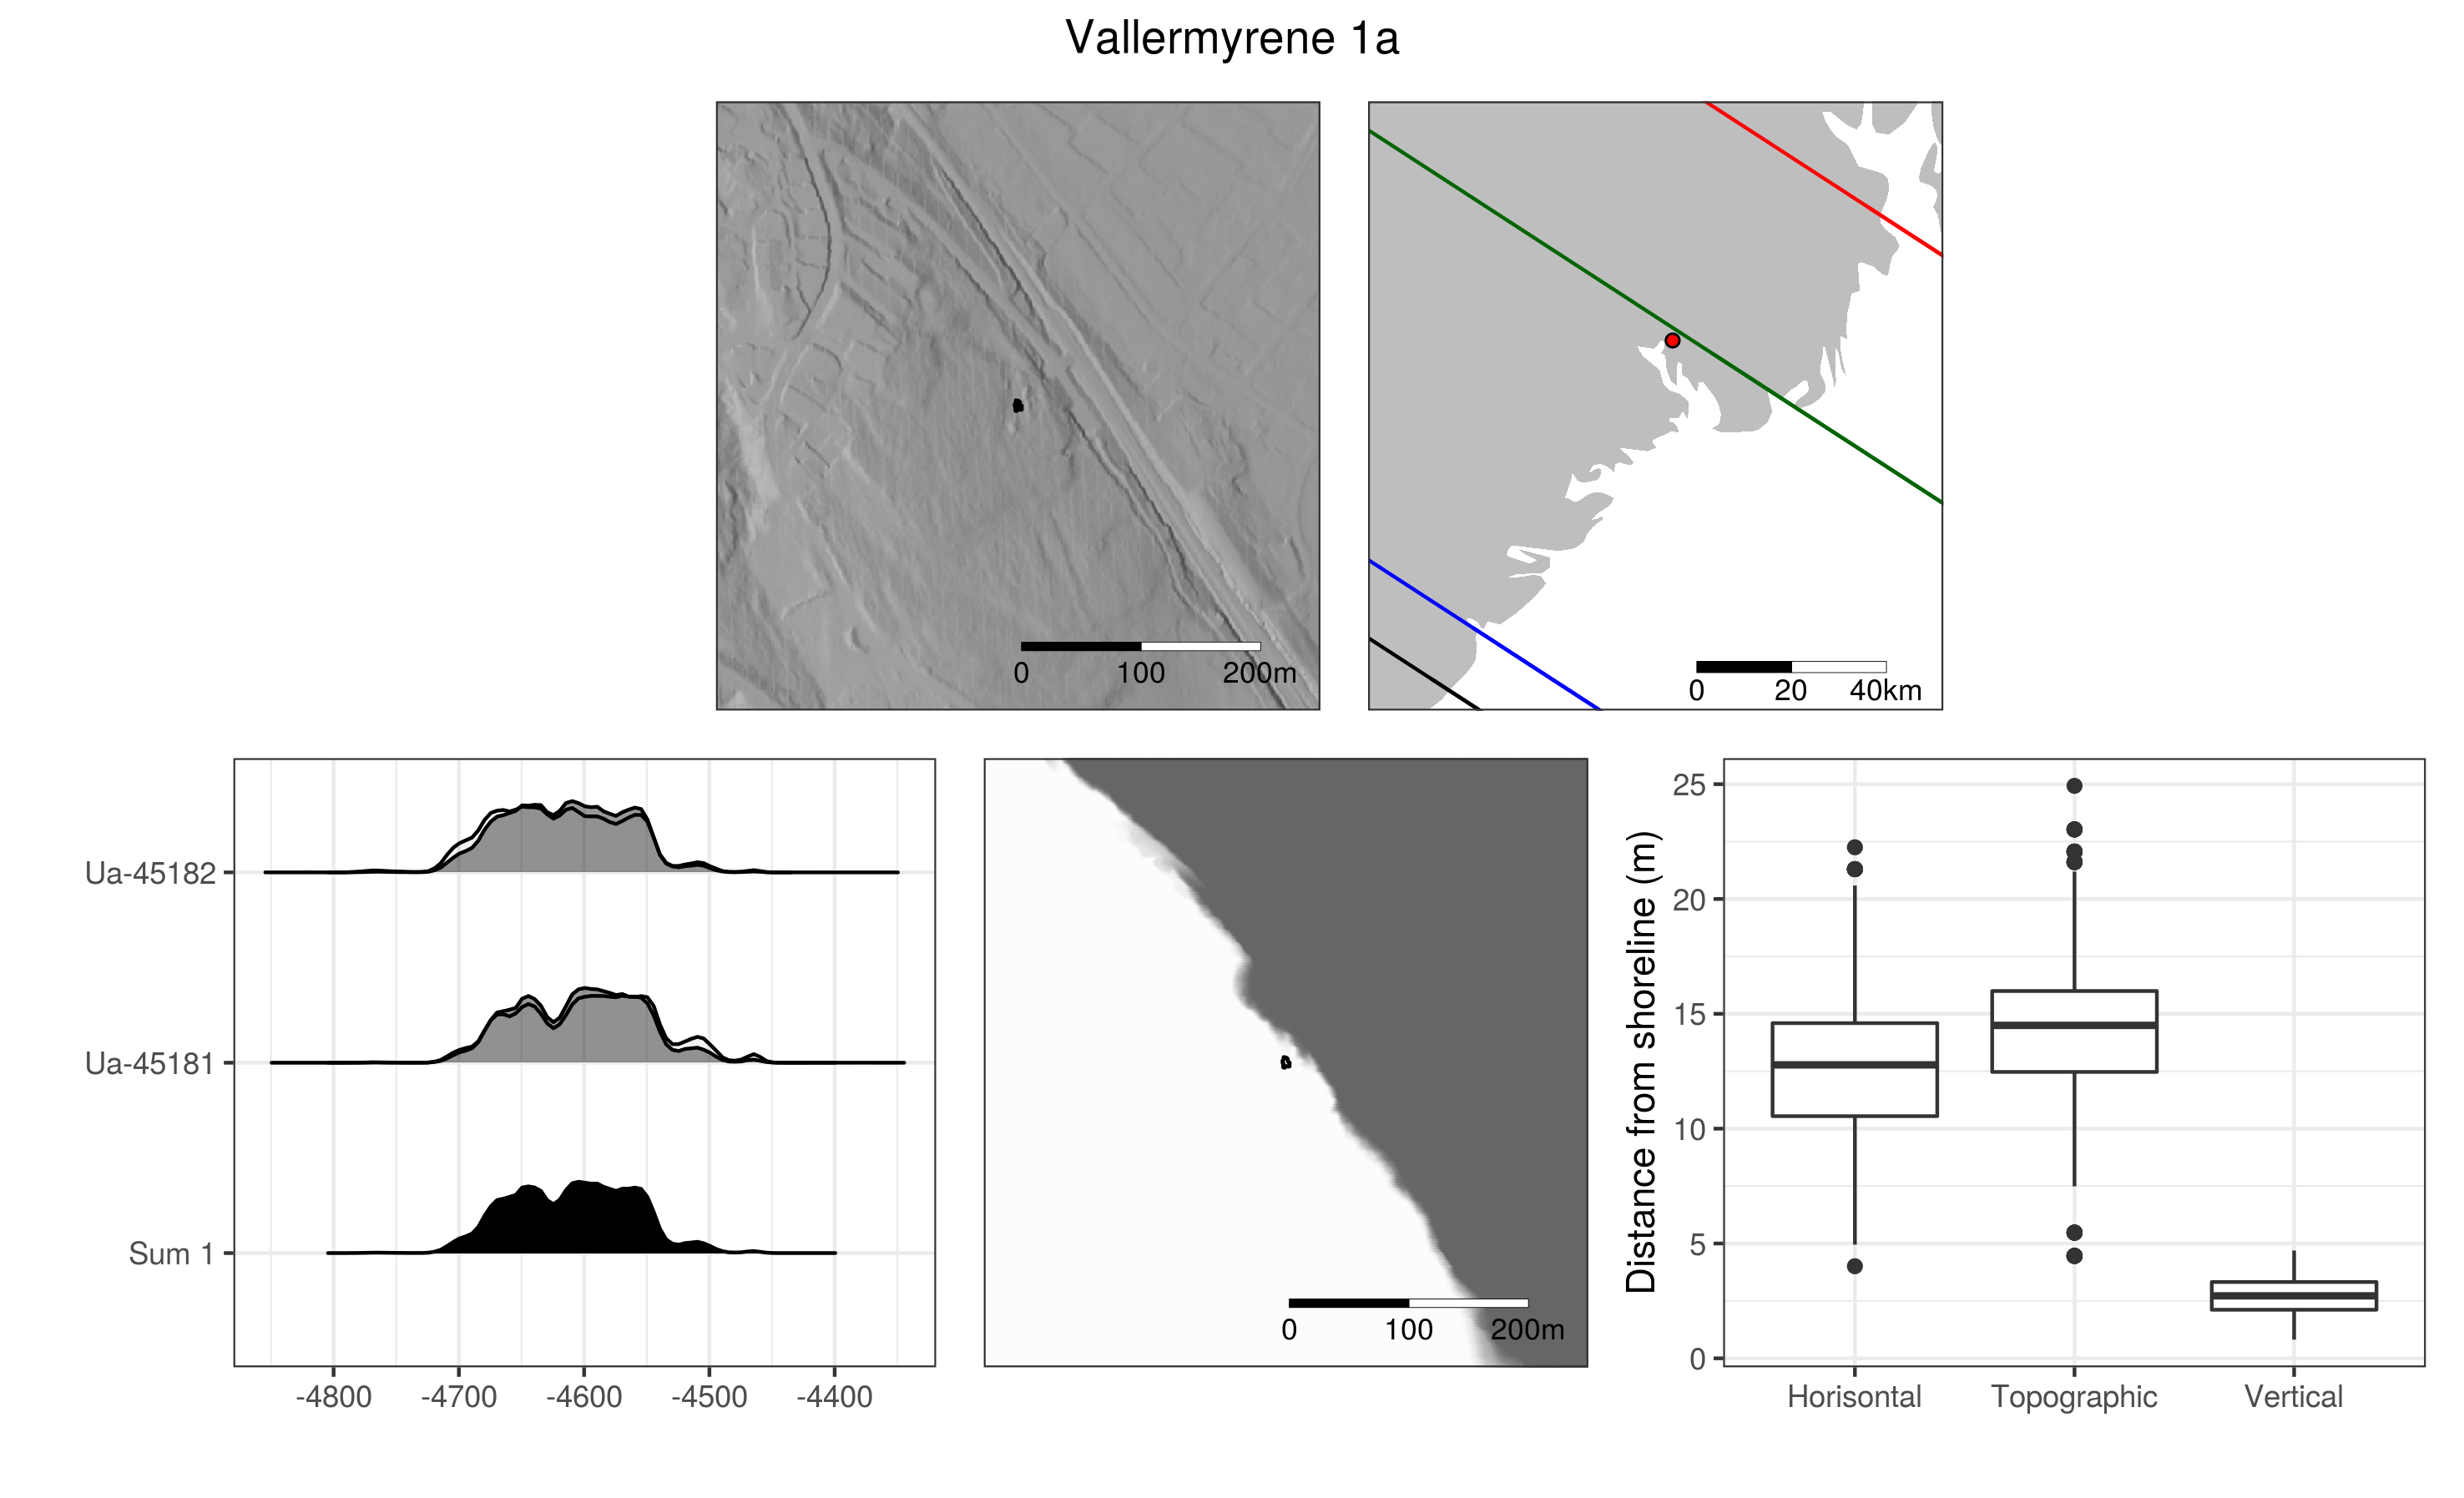 Vallermyrene 1a
0 100 200m
0 20 40km
Ua-45182
Ua-45181
Sum 1
-4800 -4700 -4600 -4500 -4400
0 100 200m
Distance from shoreline (m)
25
20
15
10
5
0
Horisontal Topographic Vertical